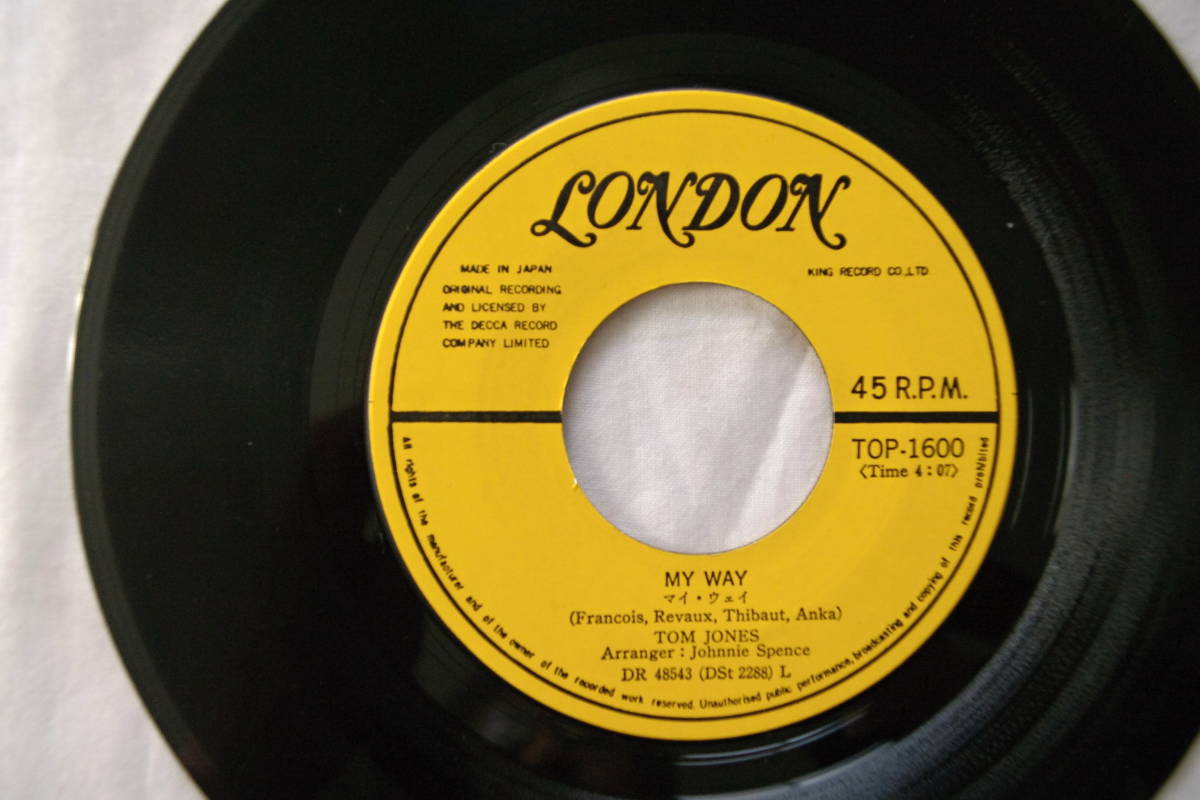 LONDON
MADE IN JAPAN
ORIGINAL RECORDING
AND LICENSED BY
THE DECCA RECORD
COMPANY LIMITED
KING RECORD CO.,LTD
45 R.P.M.
TOP-1600
〈Time 4:07〉
MY WAY
マイ・ウェイ
(Francois, Revaux, Thibaut, Anka)
TOM JONES
Arranger : Johnnie Spence
DR 48543 (DSt 2288) L
All rights of the manufacturer and of the owner of the recorded work reserved. Unauthorised public performance, broadcasting and copying of this record prohibited